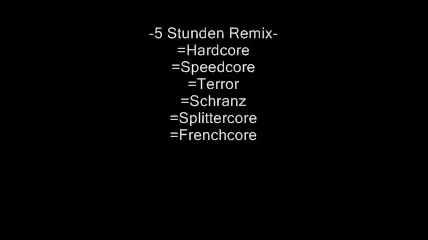 -5 Stunden Remix-
=Hardcore
=Speedcore
=Terror
=Schranz
=Splittercore
=Frenchcore